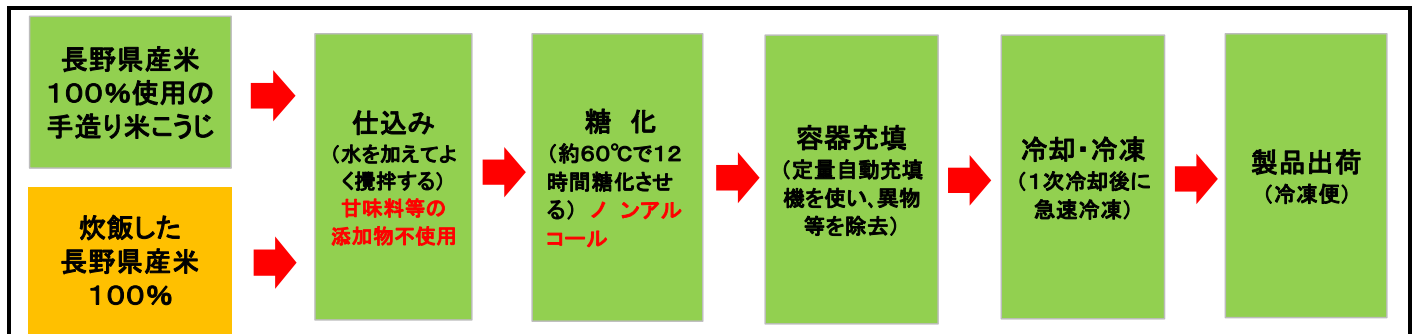 長野県産米
１００％使用の
手造り米こうじ
炊飯した
長野県産米
１００％
仕込み
（水を加えてよ
く攪拌する）
甘味料等の
添加物不使用
糖　化
（約６０℃で１２
時間糖化させ
る） ノ ンアル
コール
容器充填
（定量自動充填
機を使い、異物
等を除去）
冷却・冷凍
（１次冷却後に
急速冷凍）
製品出荷
（冷凍便）